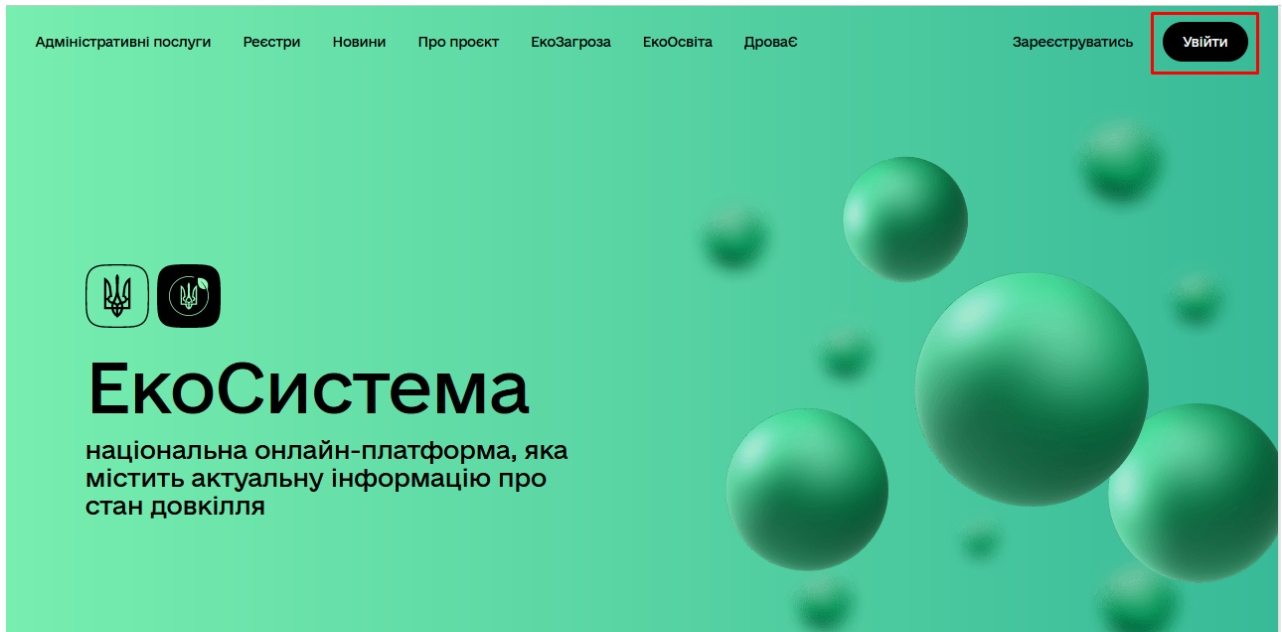 Адміністративні послуги Реєстри Новини Про проєкт ЕкоЗагроза ЕкоОсвіта ДроваЄ Зареєструватись Увійти
ЕкоСистема
національна онлайн-платформа, яка
містить актуальну інформацію про
стан довкілля